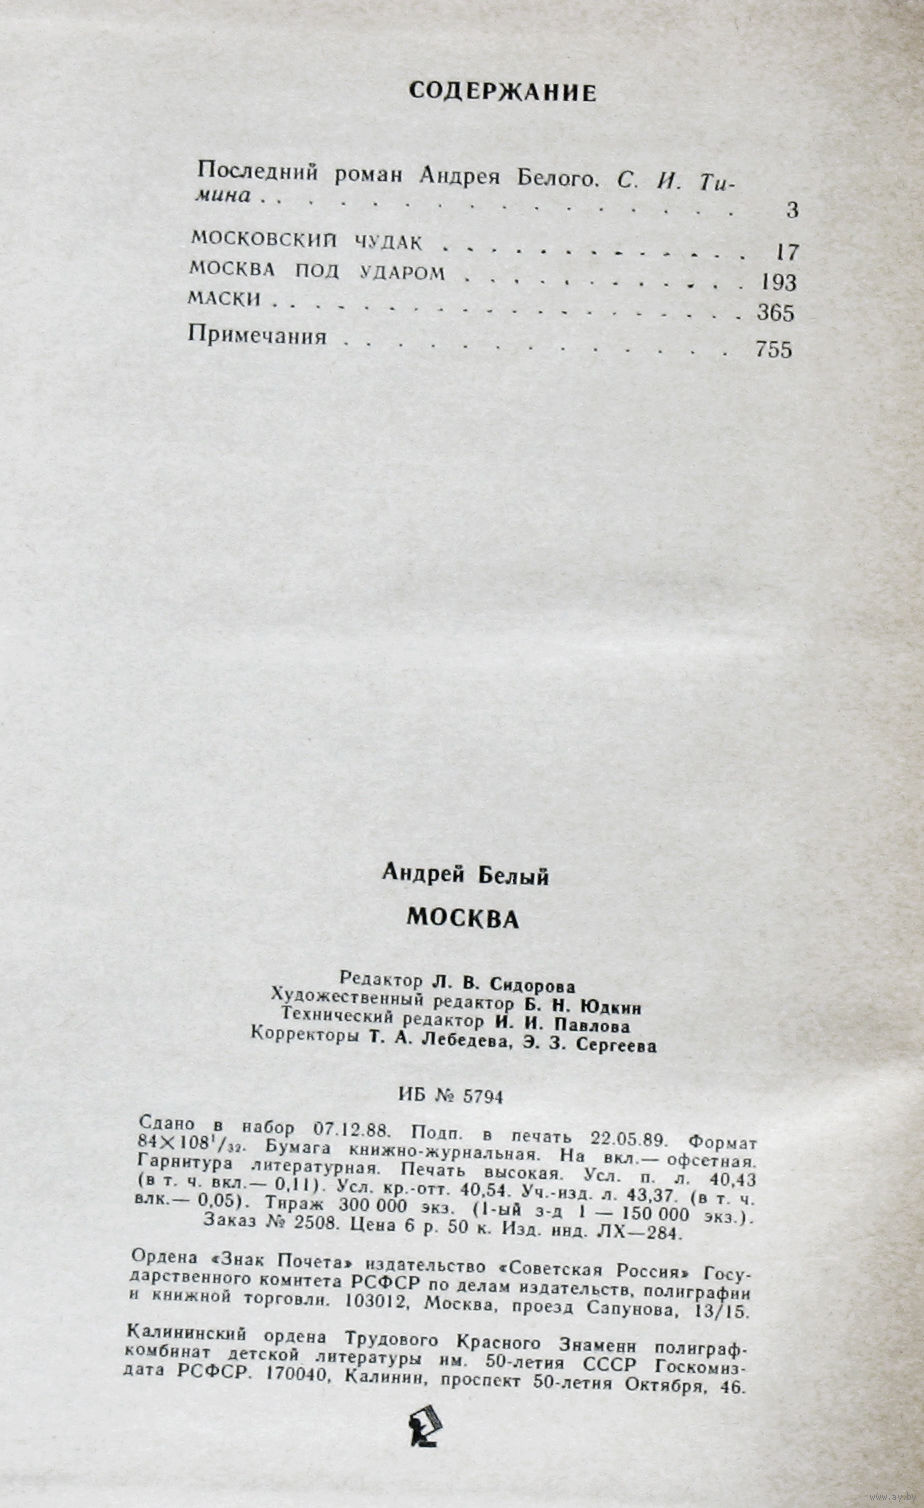 СОДЕРЖАНИЕ
Последний роман Андрея Белого. С. И. Ти-
мина . . . . . . . . . . . . . . . . 3
МОСКОВСКИЙ ЧУДАК . . . . . . . . . . . 17
МОСКВА ПОД УДАРОМ . . . . . . . . . . . 193
МАСКИ . . . . . . . . . . . . . . . . . 365
Примечания . . . . . . . . . . . . . . 755
Андрей Белый
МОСКВА
Редактор Л. В. Сидорова
Художественный редактор Б. Н. Юдкин
Технический редактор И. И. Павлова
Корректоры Т. А. Лебедева, Э. З. Сергеева
ИБ № 5794
Сдано в набор 07.12.88. Подп. в печать 22.05.89. Формат
84×108¹/₃₂. Бумага книжно-журнальная. На вкл.— офсетная.
Гарнитура литературная. Печать высокая. Усл. п. л. 40,43
(в т. ч. вкл.— 0,11). Усл. кр.-отт. 40,54. Уч.-изд. л. 43,37. (в т. ч.
влк.— 0,05). Тираж 300 000 экз. (1-ый з-д 1 — 150 000 экз.).
Заказ № 2508. Цена 6 р. 50 к. Изд. инд. ЛХ—284.
Ордена «Знак Почета» издательство «Советская Россия» Госу-
дарственного комитета РСФСР по делам издательств, полиграфии
и книжной торговли. 103012, Москва, проезд Сапунова, 13/15.
Калининский ордена Трудового Красного Знамени полиграф-
комбинат детской литературы им. 50-летия СССР Госкомиз-
дата РСФСР. 170040, Калинин, проспект 50-летия Октября, 46.
www.ay.by